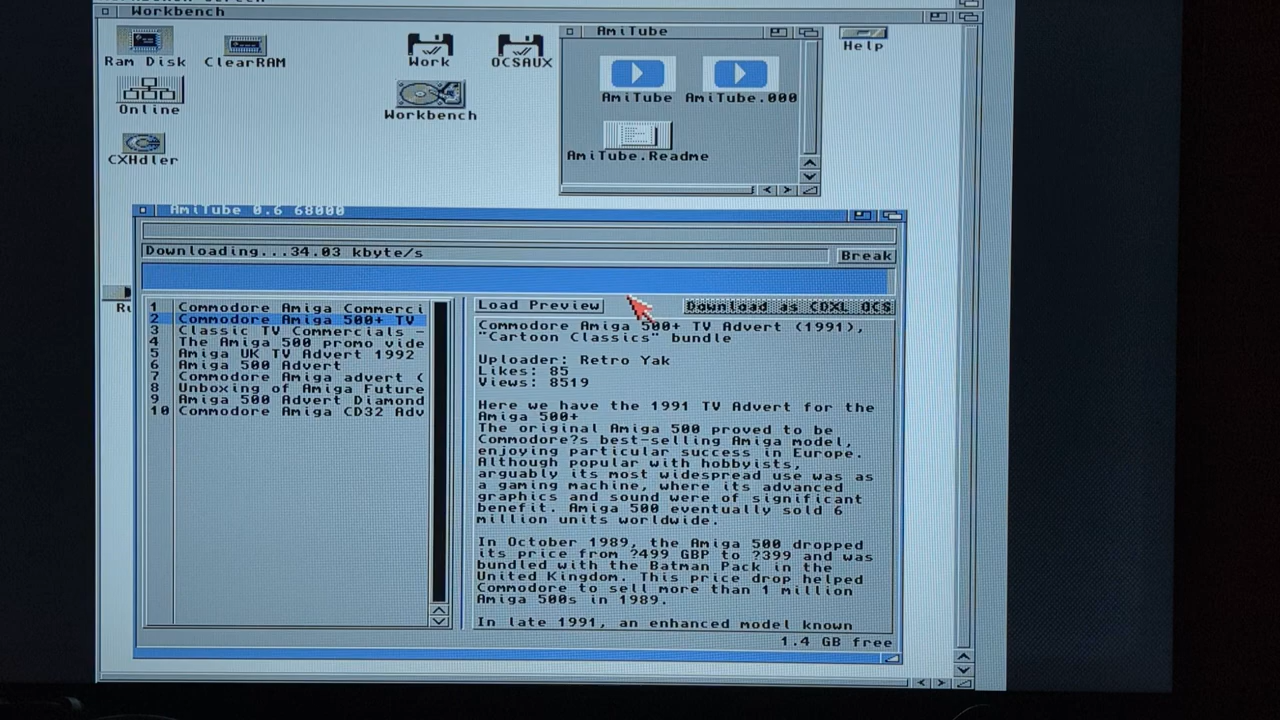 Workbench
Ram Disk
ClearRAM
Work
OCSAUX
AmiTube
Help
AmiTube
AmiTube.000
Online
Workbench
CXHdler
AmiTube.Readme
AmiTube 0.6 68000
Downloading...34.03 kbyte/s
Break
Load Preview
Download as CDXL OCS
1 Commodore Amiga Commerci
2 Commodore Amiga 500+ TV
3 Classic TV Commercials -
4 The Amiga 500 promo vide
5 Amiga UK TV Advert 1992
6 Amiga 500 Advert
7 Commodore Amiga advert (
8 Unboxing of Amiga Future
9 Amiga 500 Advert Diamond
10 Commodore Amiga CD32 Adv
Commodore Amiga 500+ TV Advert (1991),
"Cartoon Classics" bundle
Uploader: Retro Yak
Likes: 85
Views: 8519
Here we have the 1991 TV Advert for the
Amiga 500+
The original Amiga 500 proved to be
Commodore?s best-selling Amiga model,
enjoying particular success in Europe.
Although popular with hobbyists,
arguably its most widespread use was as
a gaming machine, where its advanced
graphics and sound were of significant
benefit. Amiga 500 eventually sold 6
million units worldwide.
In October 1989, the Amiga 500 dropped
its price from ?499 GBP to ?399 and was
bundled with the Batman Pack in the
United Kingdom. This price drop helped
Commodore to sell more than 1 million
Amiga 500s in 1989.
In late 1991, an enhanced model known
1.4 GB free